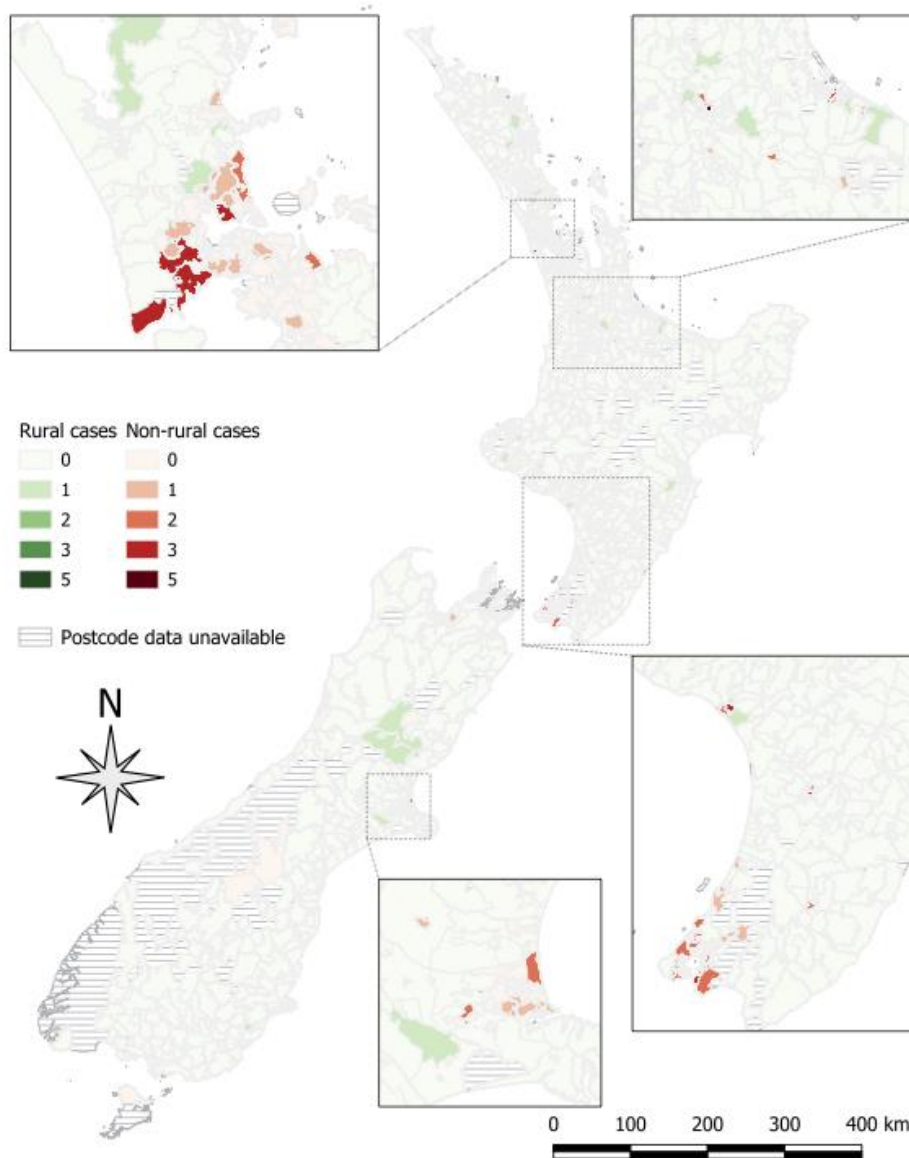 Rural cases Non-rural cases
0 0
1 1
2 2
3 3
5 5
Postcode data unavailable
N
0 100 200 300 400 km